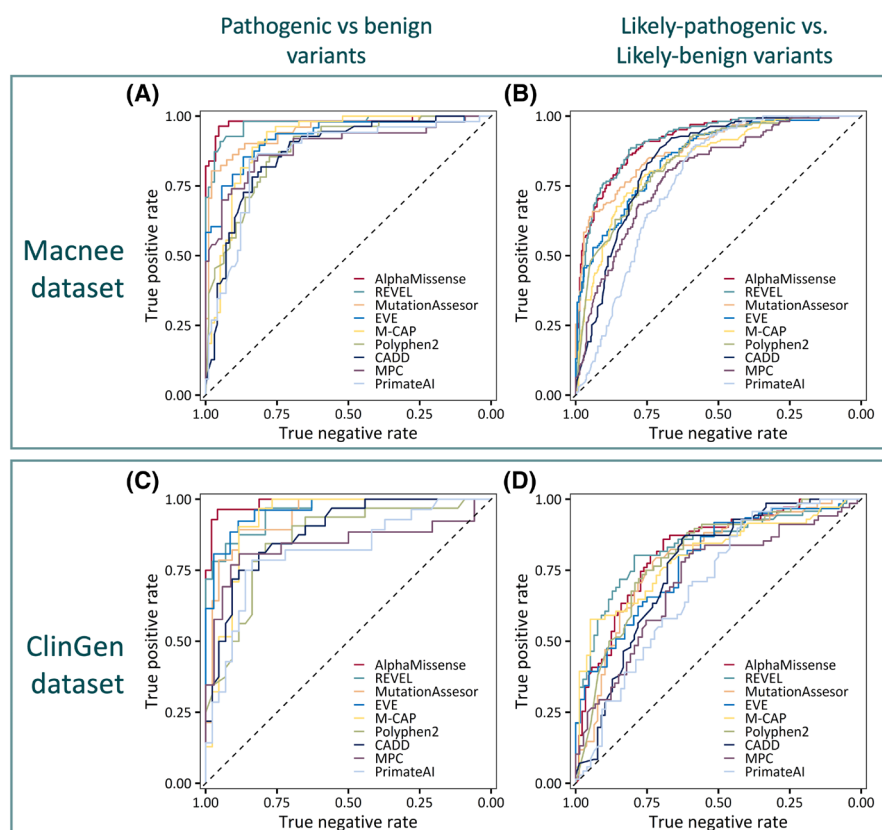 Pathogenic vs benign
variants
Likely-pathogenic vs.
Likely-benign variants
Macnee
dataset
(A)
True positive rate
1.00
0.75
0.50
0.25
0.00
AlphaMissense
REVEL
MutationAssesor
EVE
M-CAP
Polyphen2
CADD
MPC
PrimateAI
1.00 0.75 0.50 0.25 0.00
True negative rate
(B)
True positive rate
1.00
0.75
0.50
0.25
0.00
AlphaMissense
REVEL
MutationAssesor
EVE
M-CAP
Polyphen2
CADD
MPC
PrimateAI
1.00 0.75 0.50 0.25 0.00
True negative rate
ClinGen
dataset
(C)
True positive rate
1.00
0.75
0.50
0.25
0.00
AlphaMissense
REVEL
MutationAssesor
EVE
M-CAP
Polyphen2
CADD
MPC
PrimateAI
1.00 0.75 0.50 0.25 0.00
True negative rate
(D)
True positive rate
1.00
0.75
0.50
0.25
0.00
AlphaMissense
REVEL
MutationAssesor
EVE
M-CAP
Polyphen2
CADD
MPC
PrimateAI
1.00 0.75 0.50 0.25 0.00
True negative rate